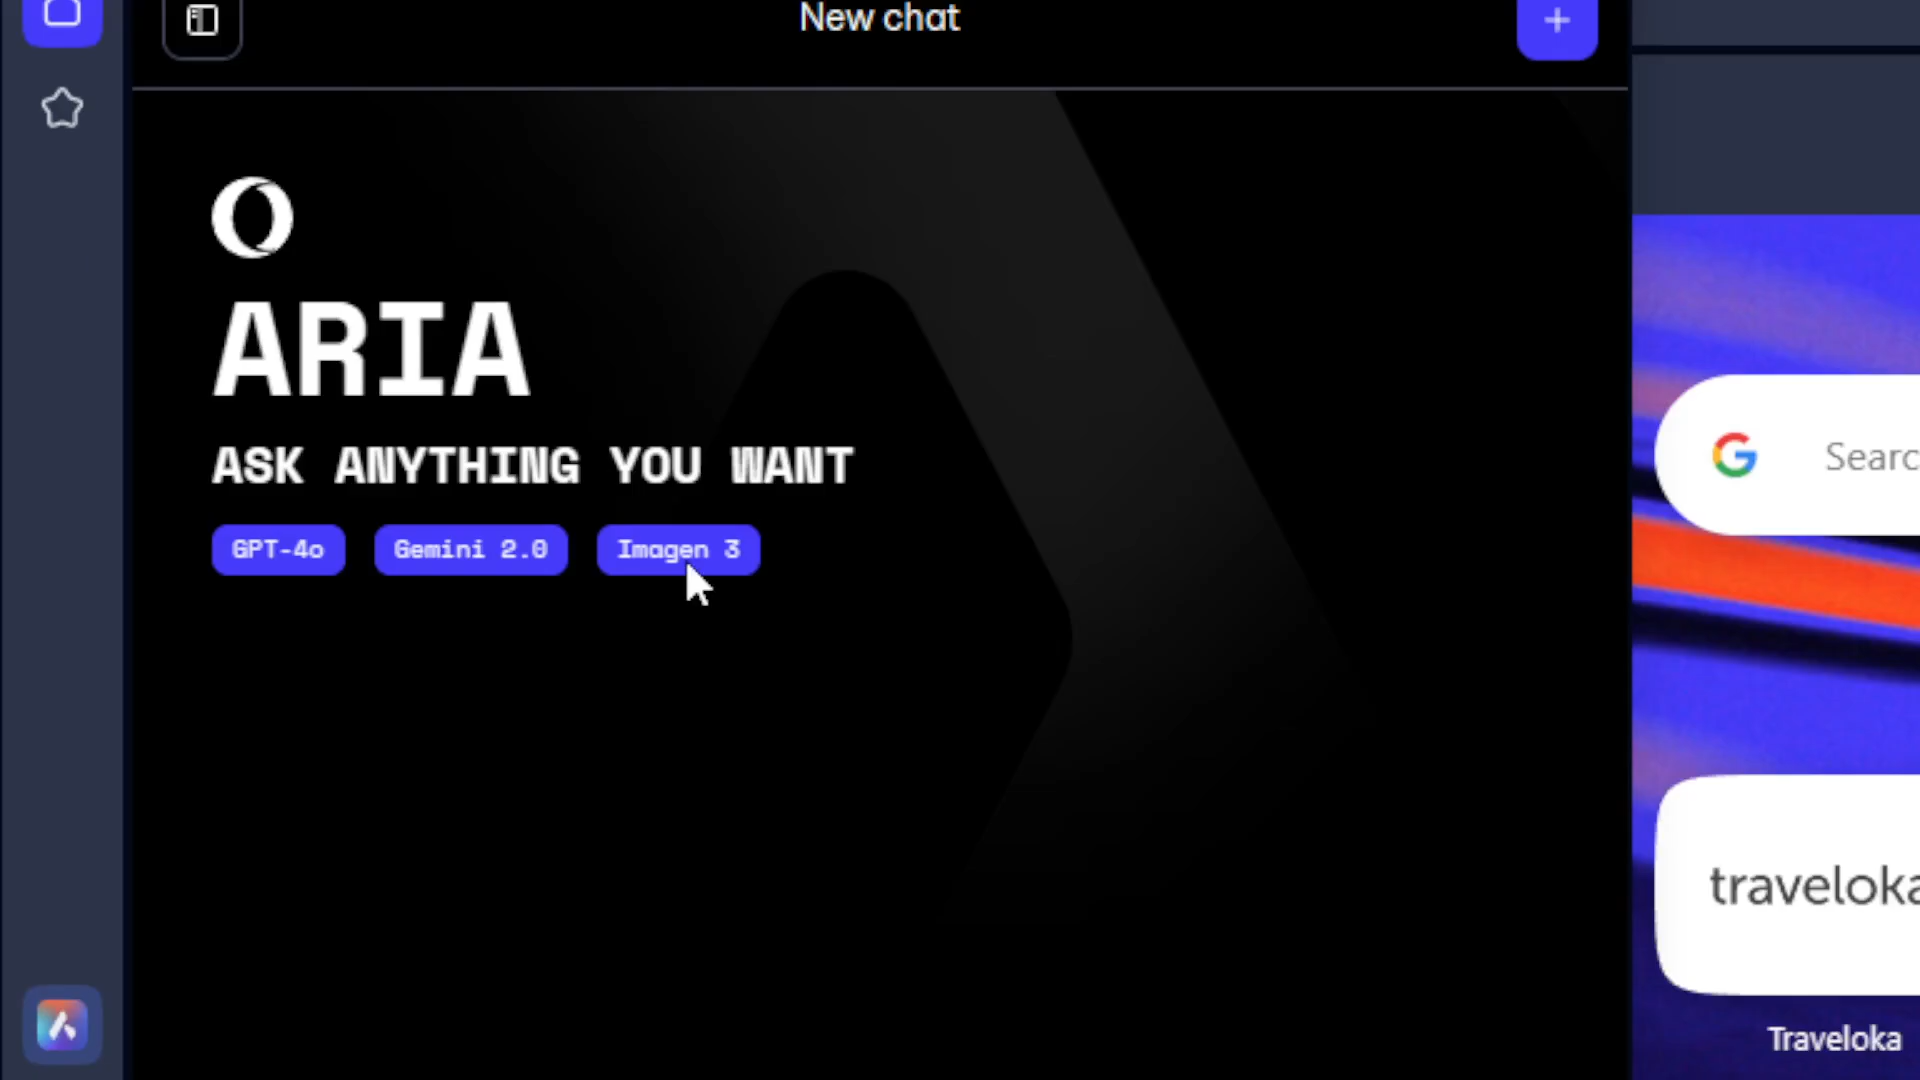 New chat
ARIA
ASK ANYTHING YOU WANT
GPT-4o Gemini 2.0 Imagen 3
Searc
traveloka
Traveloka